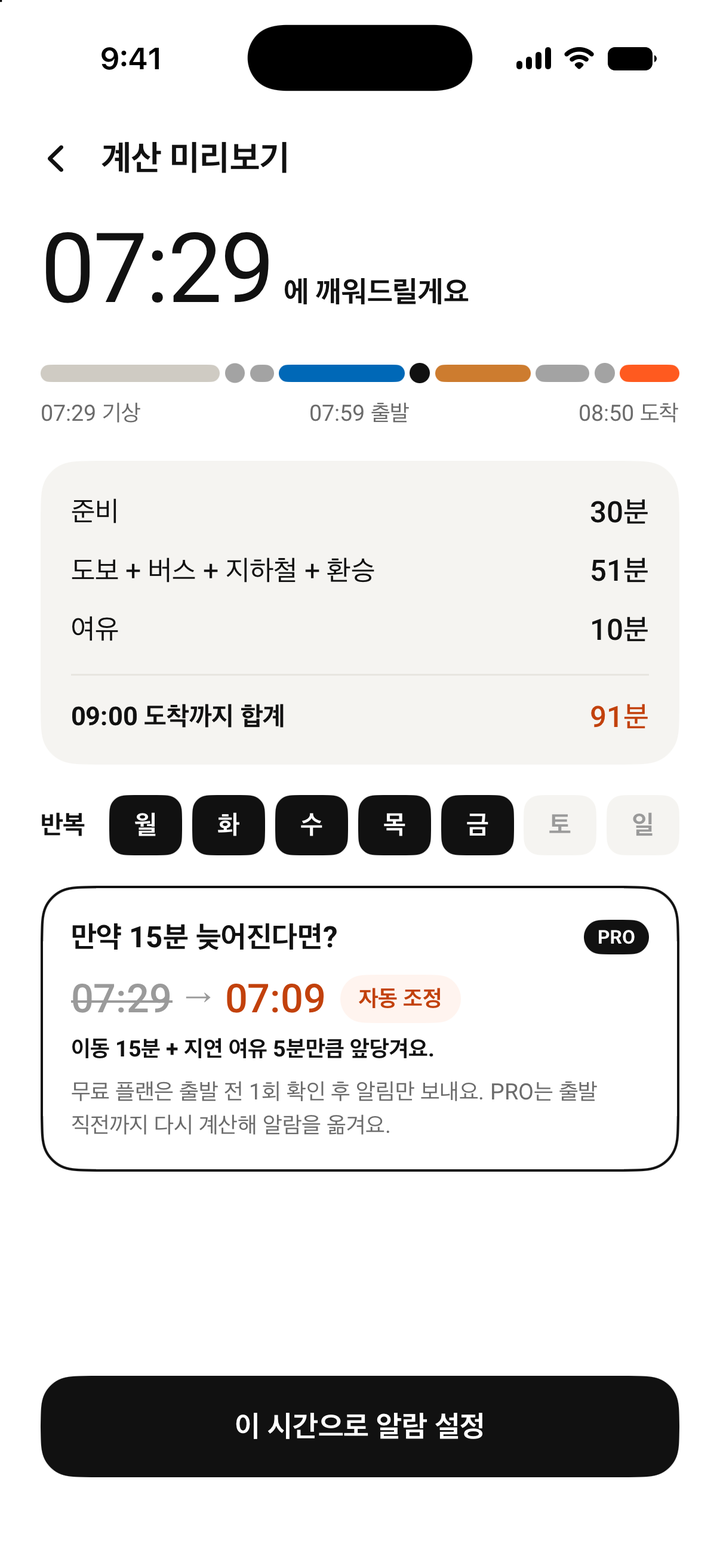 9:41
계산 미리보기
07:29 에 깨워드릴게요
07:29 기상 07:59 출발 08:50 도착
준비 30분
도보 + 버스 + 지하철 + 환승 51분
여유 10분
09:00 도착까지 합계 91분
반복 월 화 수 목 금 토 일
만약 15분 늦어진다면? PRO
07:29 → 07:09 자동 조정
이동 15분 + 지연 여유 5분만큼 앞당겨요.
무료 플랜은 출발 전 1회 확인 후 알림만 보내요. PRO는 출발
직전까지 다시 계산해 알람을 옮겨요.
이 시간으로 알람 설정